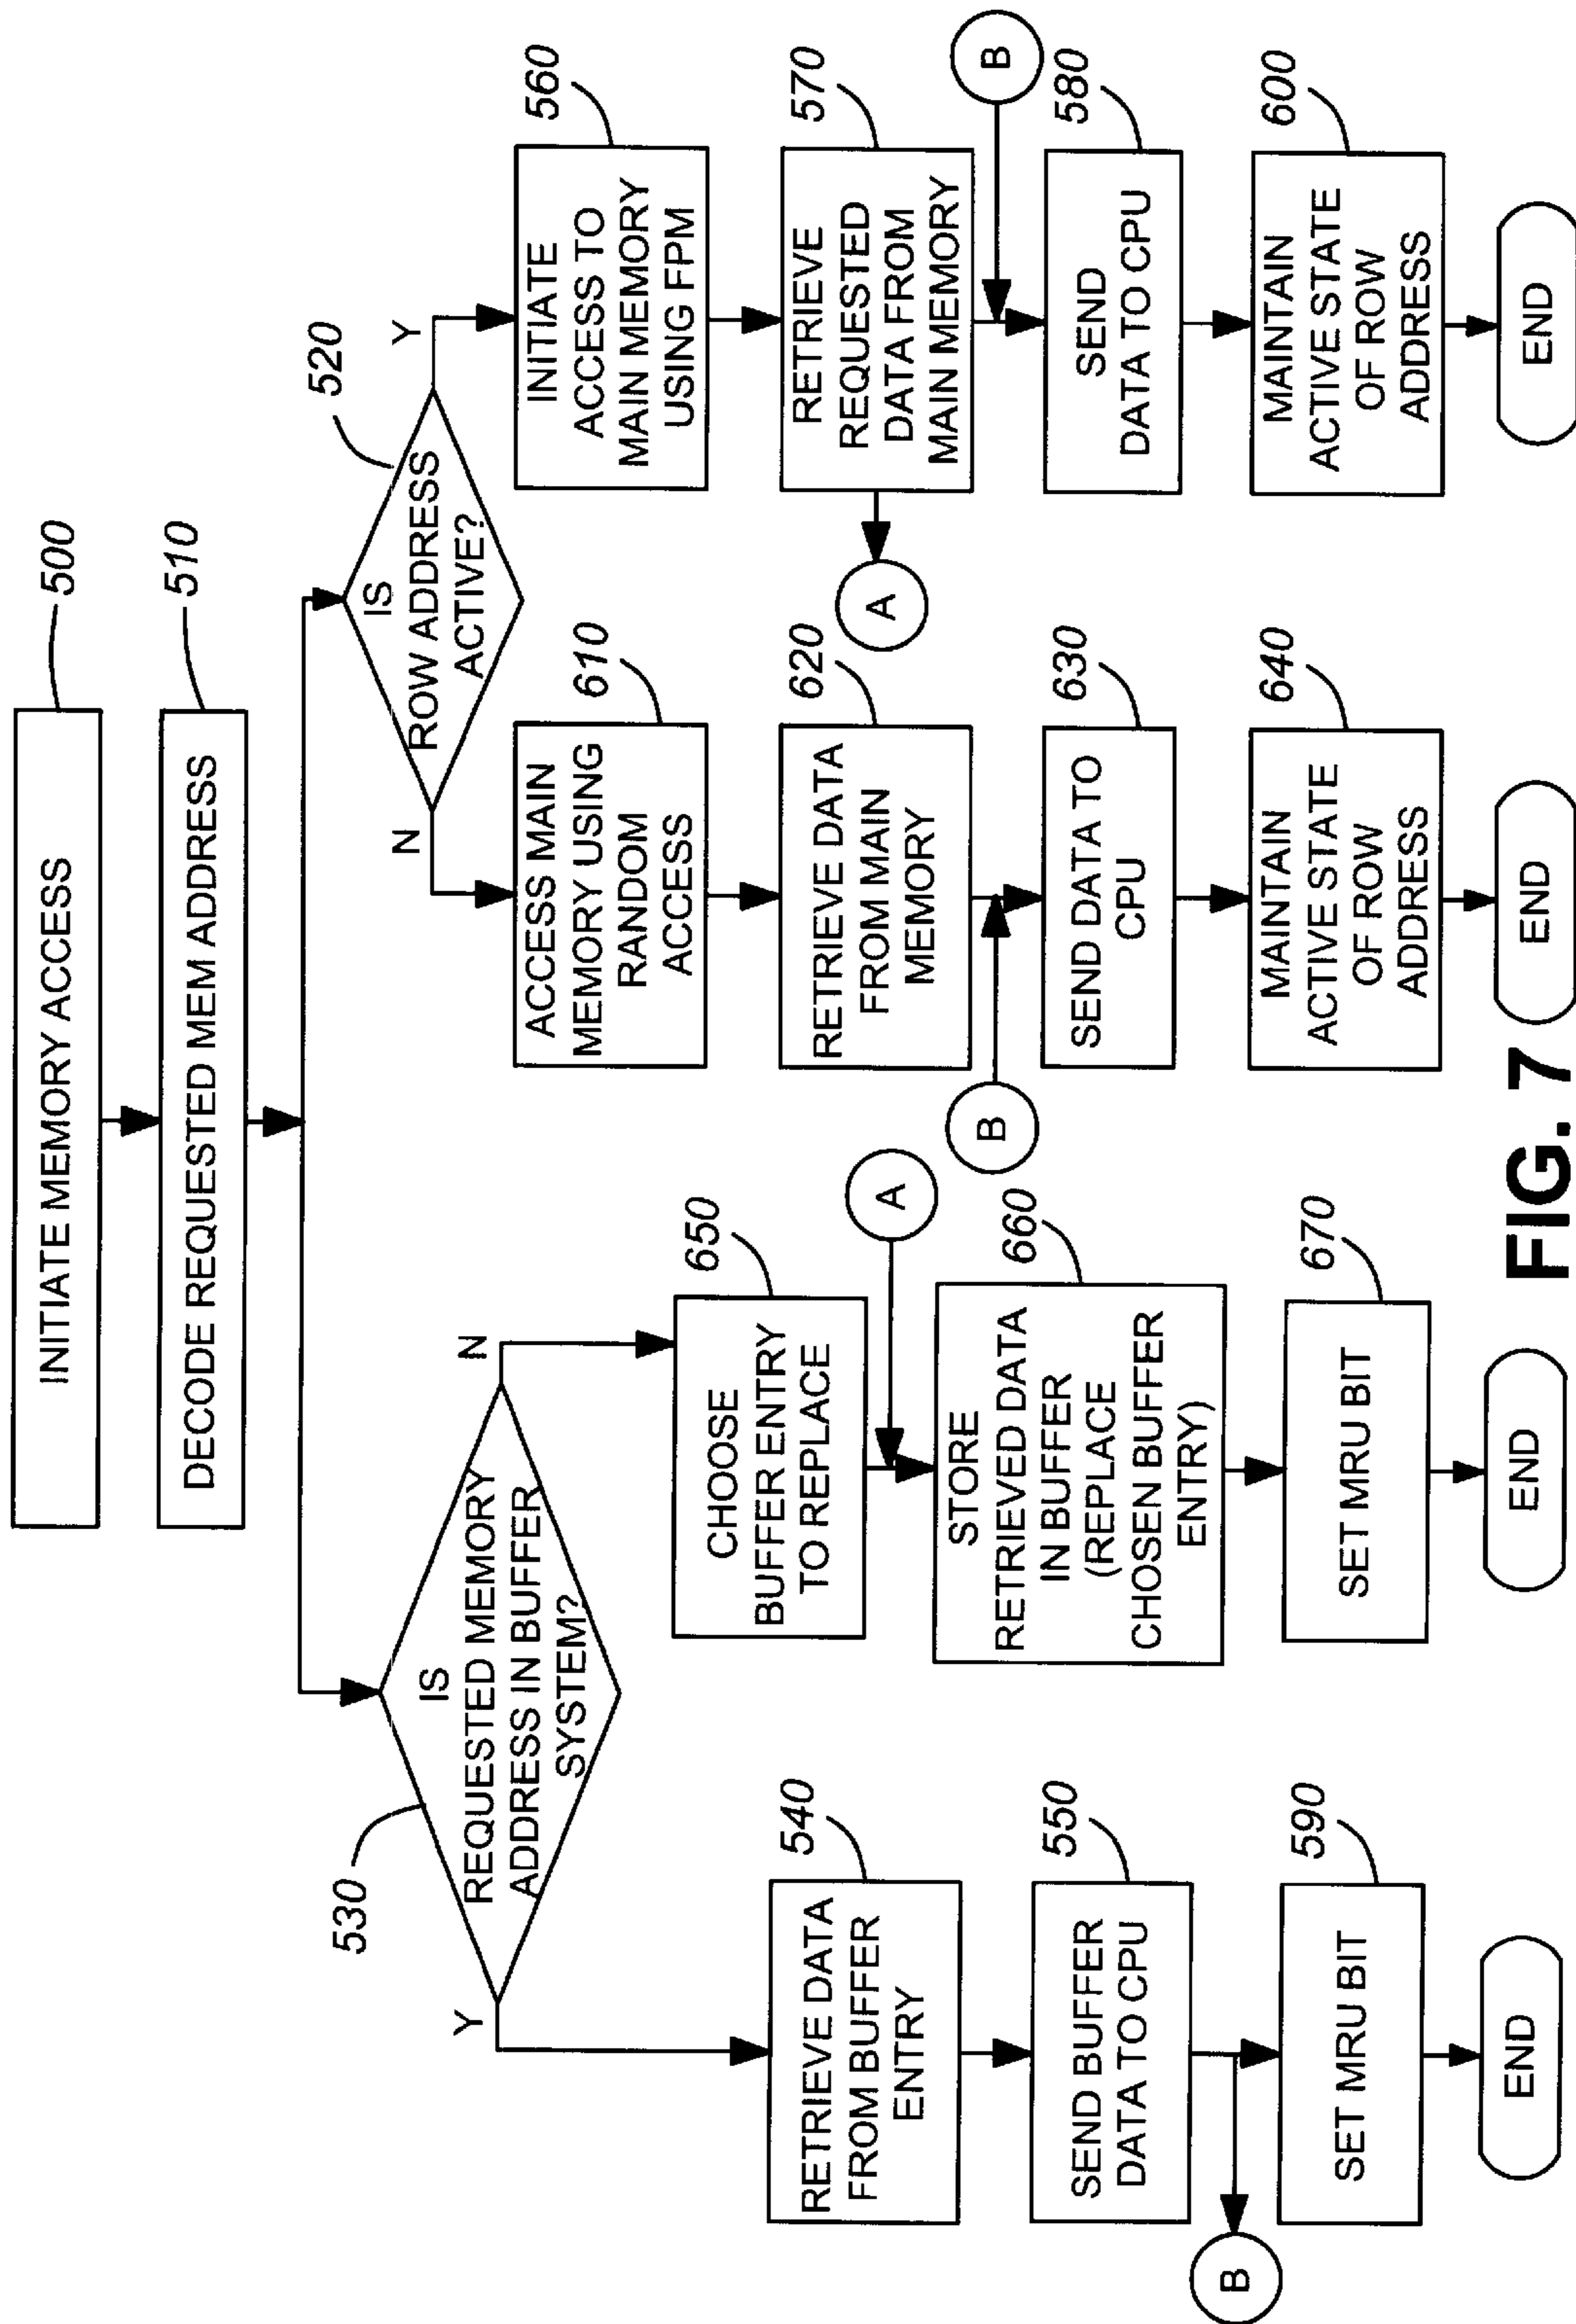 INITIATE MEMORY ACCESS
500
DECODE REQUESTED MEM ADDRESS
510
IS
REQUESTED MEMORY
ADDRESS IN BUFFER
SYSTEM?
530
Y
N
IS
ROW ADDRESS
ACTIVE?
520
N
Y
RETRIEVE DATA
FROM BUFFER
ENTRY
540
SEND BUFFER
DATA TO CPU
550
B
SET MRU BIT
590
END
CHOOSE
BUFFER ENTRY
TO REPLACE
650
A
STORE
RETRIEVED DATA
IN BUFFER
(REPLACE
CHOSEN BUFFER
ENTRY)
660
SET MRU BIT
670
END
ACCESS MAIN
MEMORY USING
RANDOM
ACCESS
610
RETRIEVE DATA
FROM MAIN
MEMORY
620
B
SEND DATA TO
CPU
630
MAINTAIN
ACTIVE STATE
OF ROW
ADDRESS
640
END
INITIATE
ACCESS TO
MAIN MEMORY
USING FPM
560
RETRIEVE
REQUESTED
DATA FROM
MAIN MEMORY
570
A
B
SEND
DATA TO CPU
580
MAINTAIN
ACTIVE STATE
OF ROW
ADDRESS
600
END
FIG. 7